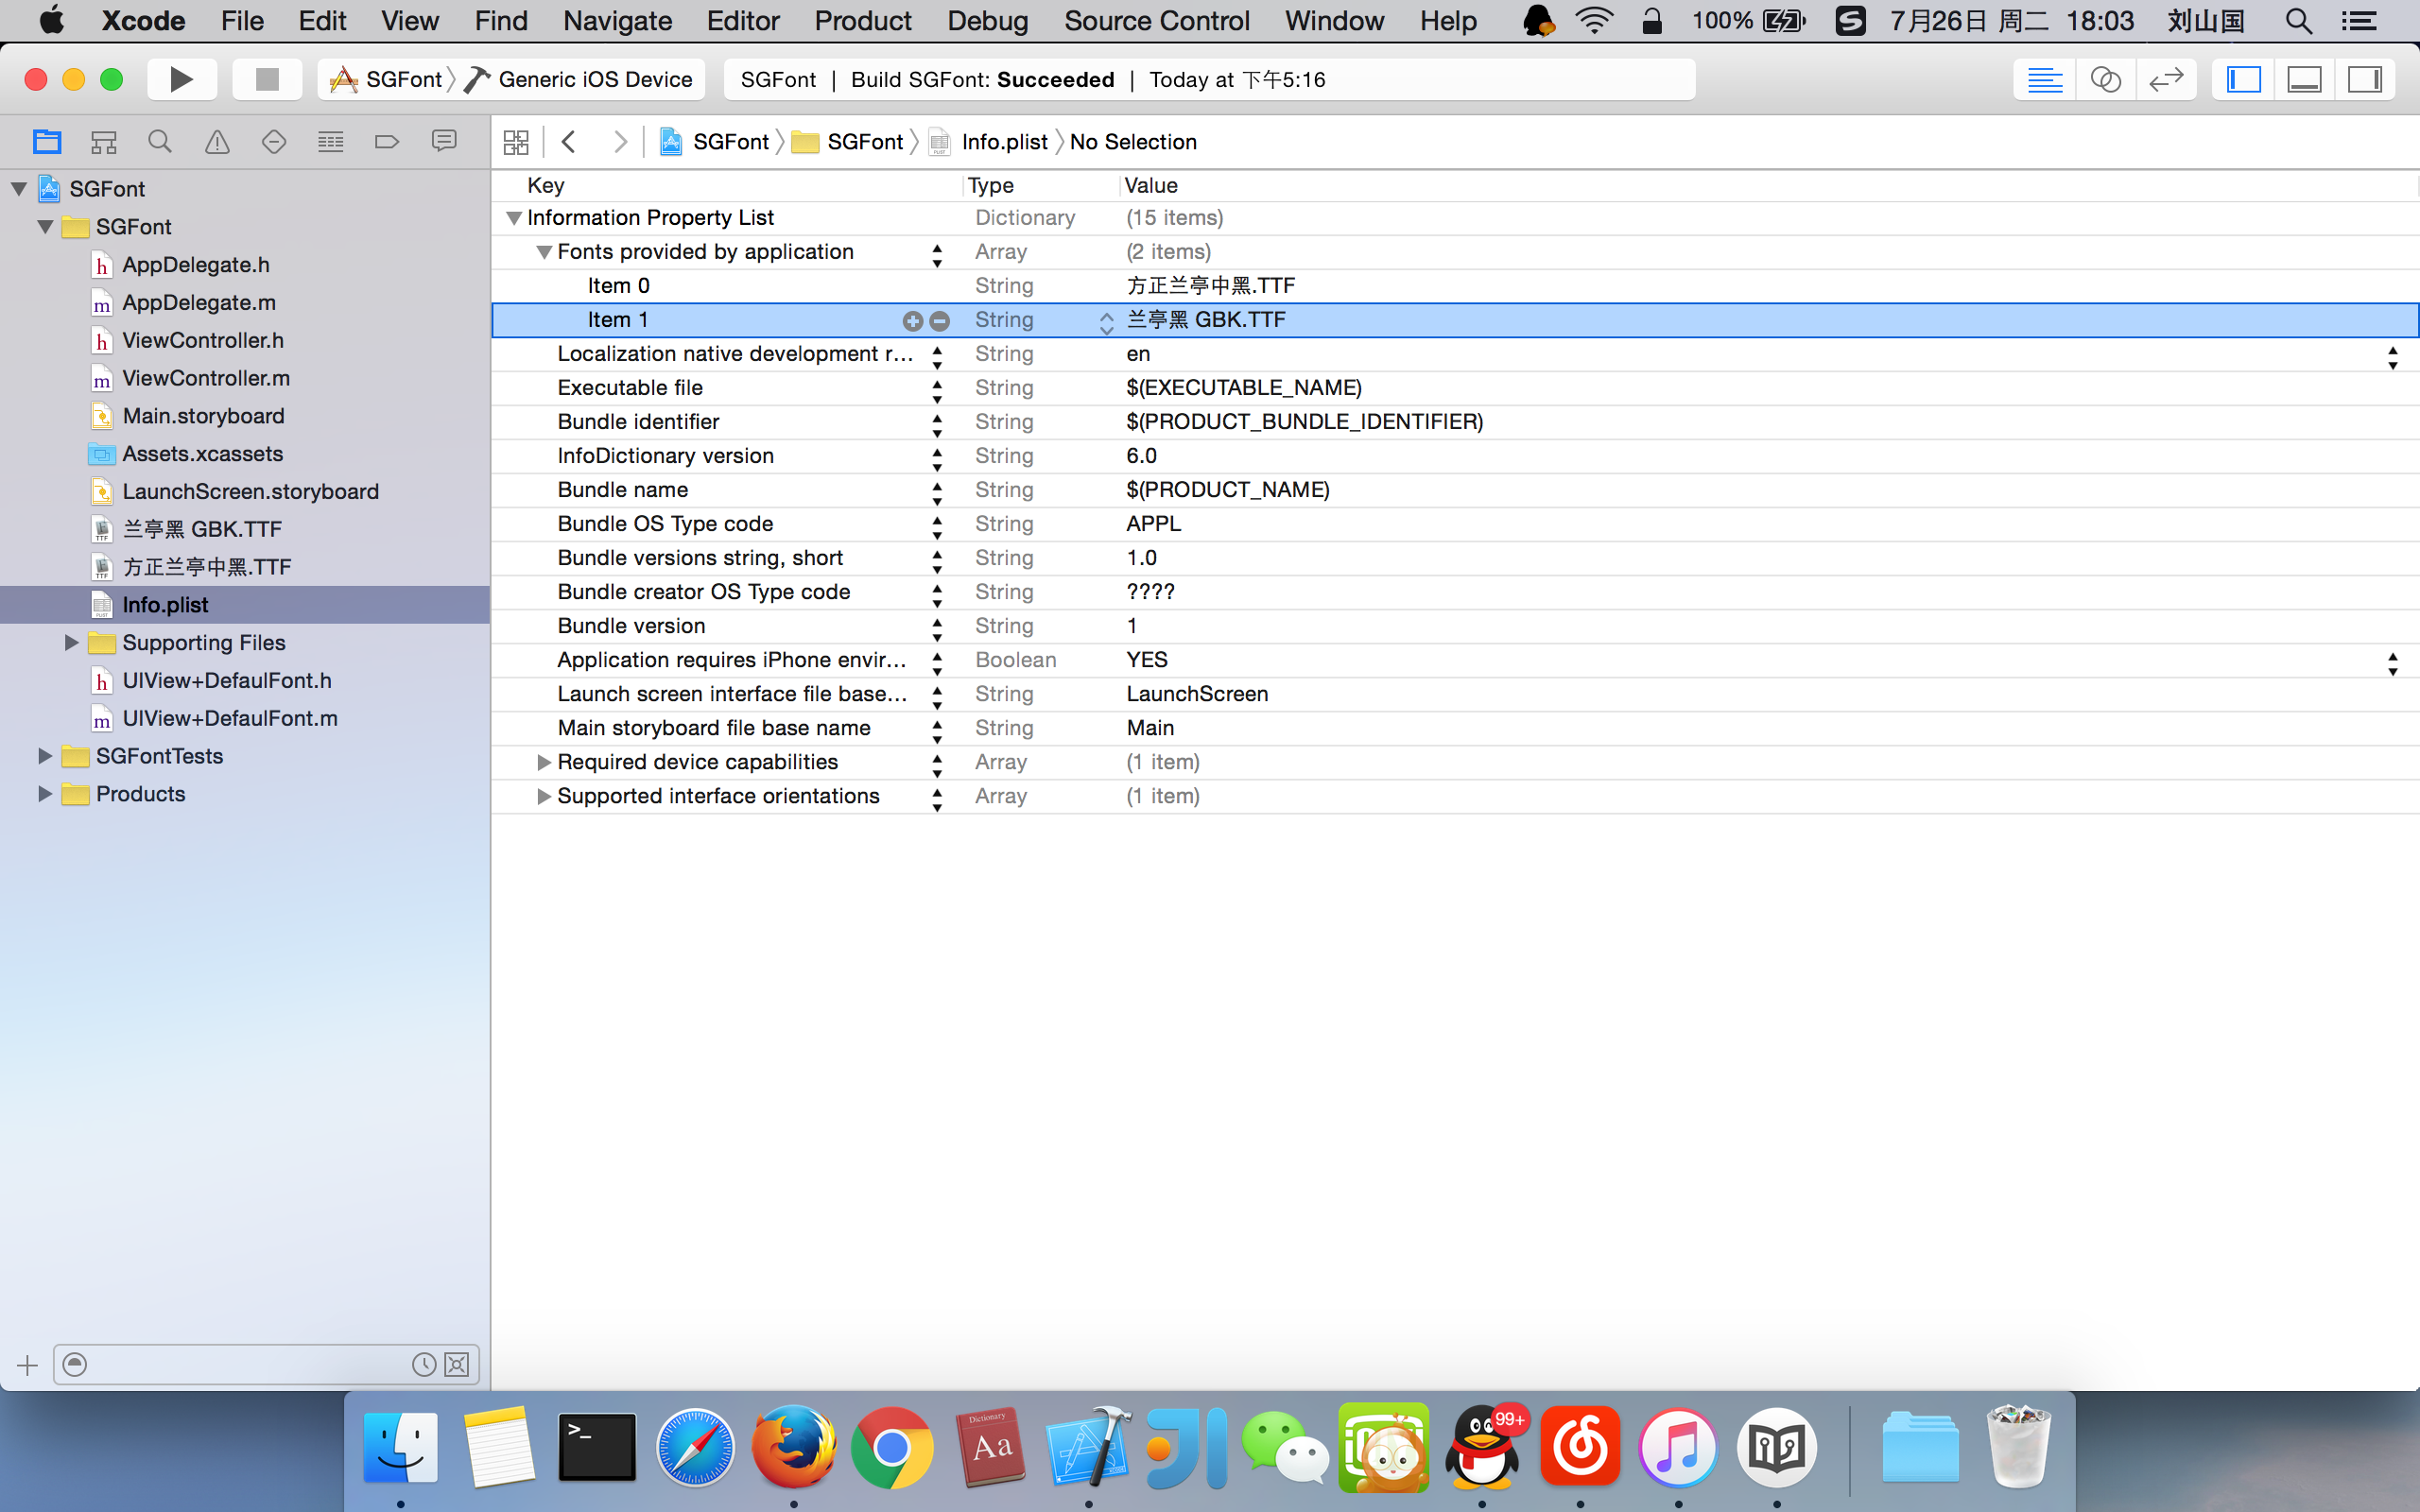 Xcode File Edit View Find Navigate Editor Product Debug Source Control Window Help 100% 7月26日 周二 18:03 刘山国
SGFont Generic iOS Device SGFont | Build SGFont: Succeeded | Today at 下午5:16
SGFont SGFont Info.plist No Selection
SGFont
SGFont
AppDelegate.h
AppDelegate.m
ViewController.h
ViewController.m
Main.storyboard
Assets.xcassets
LaunchScreen.storyboard
兰亭黑 GBK.TTF
方正兰亭中黑.TTF
Info.plist
Supporting Files
UIView+DefaulFont.h
UIView+DefaulFont.m
SGFontTests
Products
Key Type Value
Information Property List Dictionary (15 items)
Fonts provided by application Array (2 items)
Item 0 String 方正兰亭中黑.TTF
Item 1 String 兰亭黑 GBK.TTF
Localization native development r... String en
Executable file String $(EXECUTABLE_NAME)
Bundle identifier String $(PRODUCT_BUNDLE_IDENTIFIER)
InfoDictionary version String 6.0
Bundle name String $(PRODUCT_NAME)
Bundle OS Type code String APPL
Bundle versions string, short String 1.0
Bundle creator OS Type code String ????
Bundle version String 1
Application requires iPhone envir... Boolean YES
Launch screen interface file base... String LaunchScreen
Main storyboard file base name String Main
Required device capabilities Array (1 item)
Supported interface orientations Array (1 item)
>_
Dictionary
Aa
99+